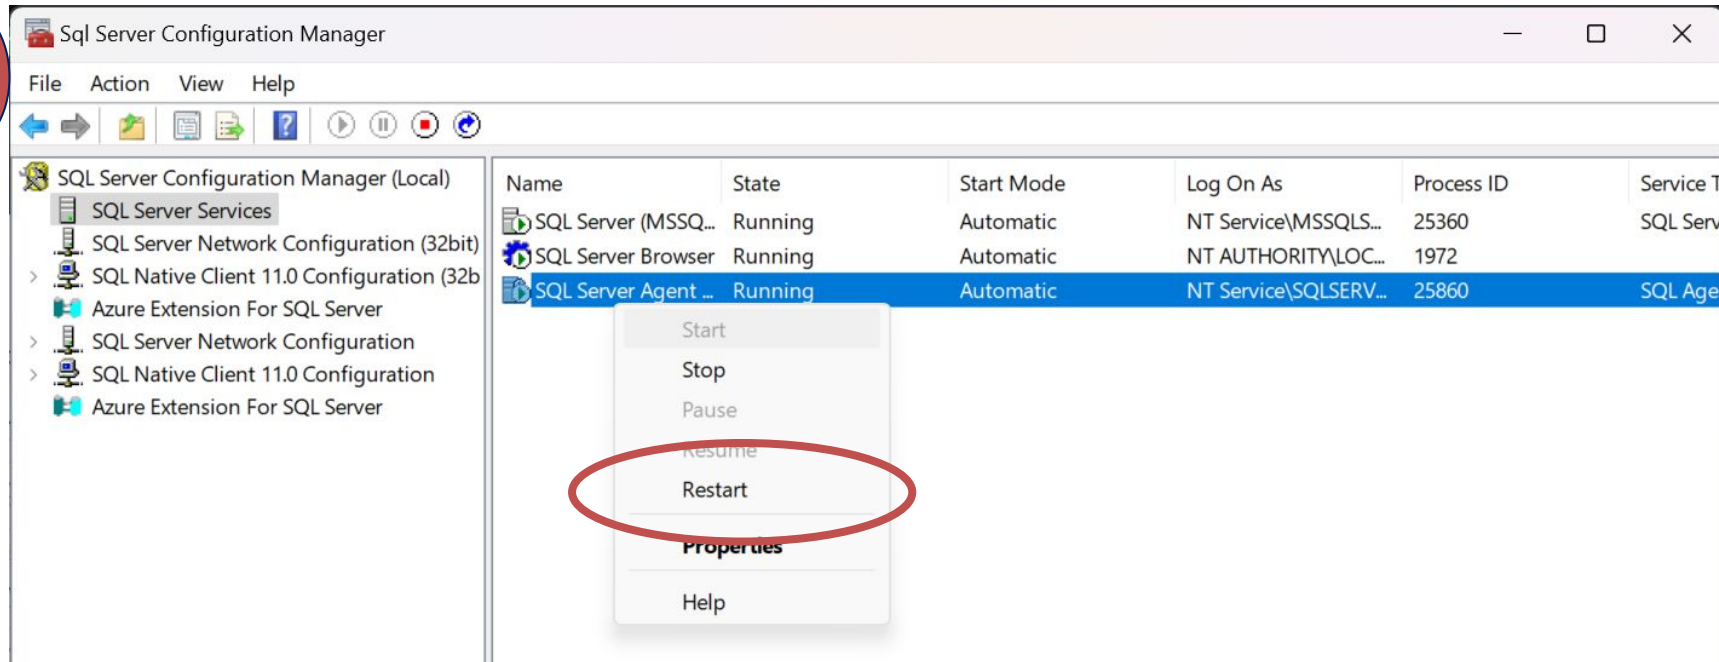 Sql Server Configuration Manager
File Action View Help
SQL Server Configuration Manager (Local)
SQL Server Services
SQL Server Network Configuration (32bit)
SQL Native Client 11.0 Configuration (32b
Azure Extension For SQL Server
SQL Server Network Configuration
SQL Native Client 11.0 Configuration
Azure Extension For SQL Server
Name State Start Mode Log On As Process ID Service T
SQL Server (MSSQ... Running Automatic NT Service\MSSQLS... 25360 SQL Serv
SQL Server Browser Running Automatic NT AUTHORITY\LOC... 1972
SQL Server Agent ... Running Automatic NT Service\SQLSERV... 25860 SQL Age
Start
Stop
Pause
Resume
Restart
Properties
Help